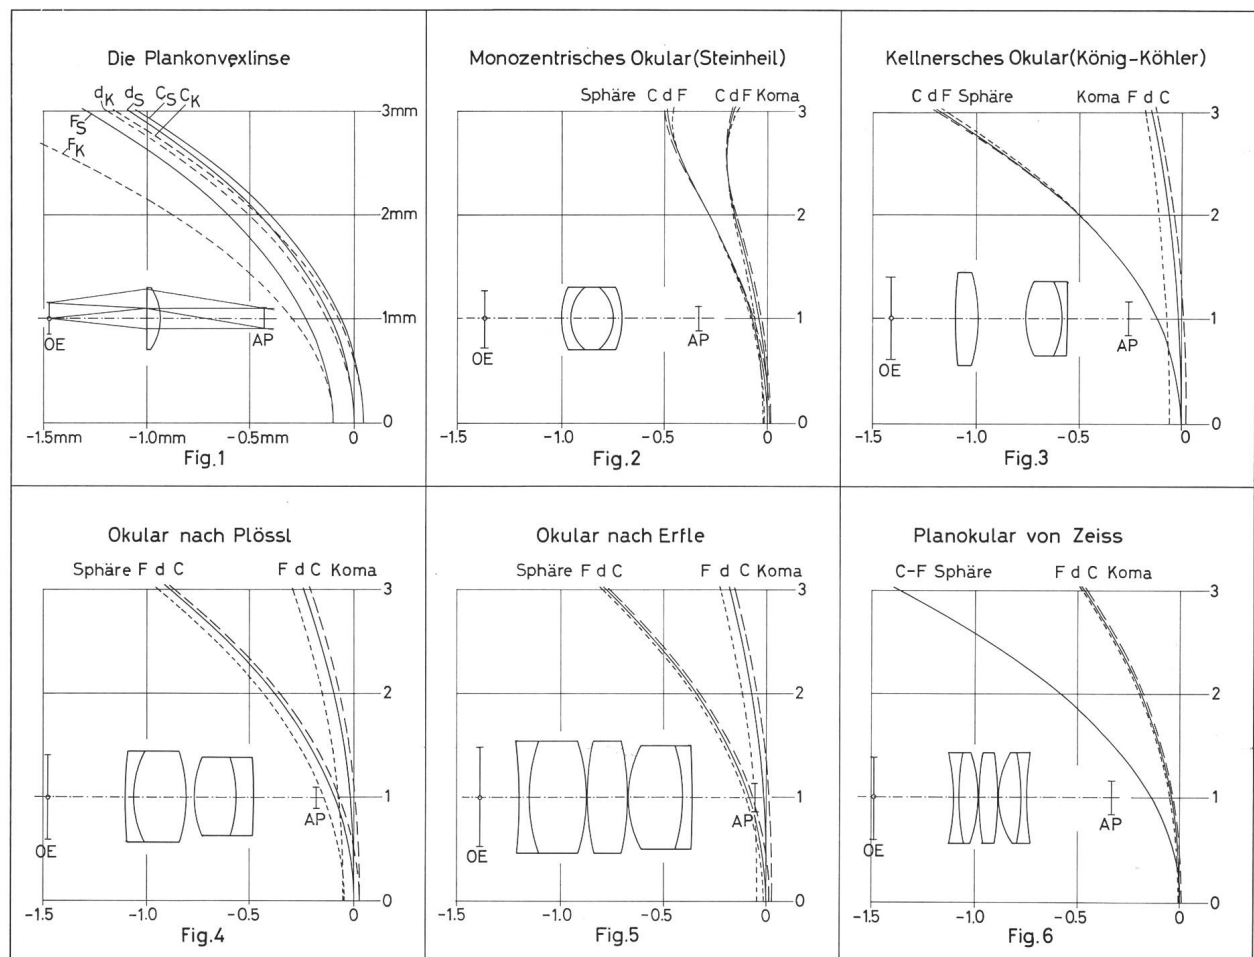 Die Plankonvexlinse
dK dS CS CK
FS
FK
3mm
2mm
1mm
0
OE
AP
-1.5mm -1.0mm -0.5mm 0
Fig.1
Monozentrisches Okular (Steinheil)
Sphäre C d F C d F Koma
3
2
1
0
OE
AP
-1.5 -1.0 -0.5 0
Fig.2
Kellnersches Okular (König-Köhler)
C d F Sphäre Koma F d C
3
2
1
0
OE
AP
-1.5 -1.0 -0.5 0
Fig.3
Okular nach Plössl
Sphäre F d C F d C Koma
3
2
1
0
OE
AP
-1.5 -1.0 -0.5 0
Fig.4
Okular nach Erfle
Sphäre F d C F d C Koma
3
2
1
0
OE
AP
-1.5 -1.0 -0.5 0
Fig.5
Planokular von Zeiss
C-F Sphäre F d C Koma
3
2
1
0
OE
AP
-1.5 -1.0 -0.5 0
Fig.6